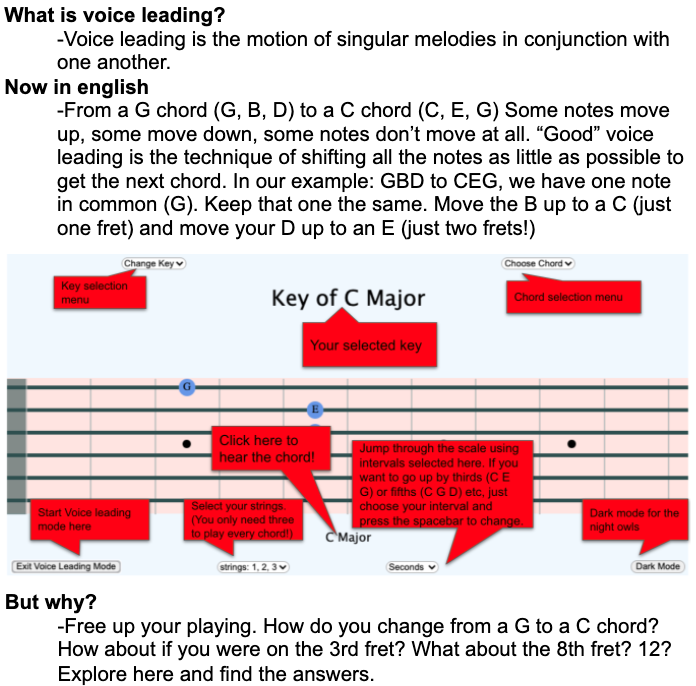 What is voice leading?
-Voice leading is the motion of singular melodies in conjunction with
one another.
Now in english
-From a G chord (G, B, D) to a C chord (C, E, G) Some notes move
up, some move down, some notes don’t move at all. “Good” voice
leading is the technique of shifting all the notes as little as possible to
get the next chord. In our example: GBD to CEG, we have one note
in common (G). Keep that one the same. Move the B up to a C (just
one fret) and move your D up to an E (just two frets!)
Change Key
Choose Chord
Key selection
menu
Key of C Major
Chord selection menu
Your selected key
G
E
Click here to
hear the chord!
Jump through the scale using
intervals selected here. If you
want to go up by thirds (C E
G) or fifths (C G D) etc, just
choose your interval and
press the spacebar to change.
Start Voice leading
mode here
Select your strings.
(You only need three
to play every chord!)
Dark mode for the
night owls
C Major
Exit Voice Leading Mode
strings: 1, 2, 3
Seconds
Dark Mode
But why?
-Free up your playing. How do you change from a G to a C chord?
How about if you were on the 3rd fret? What about the 8th fret? 12?
Explore here and find the answers.